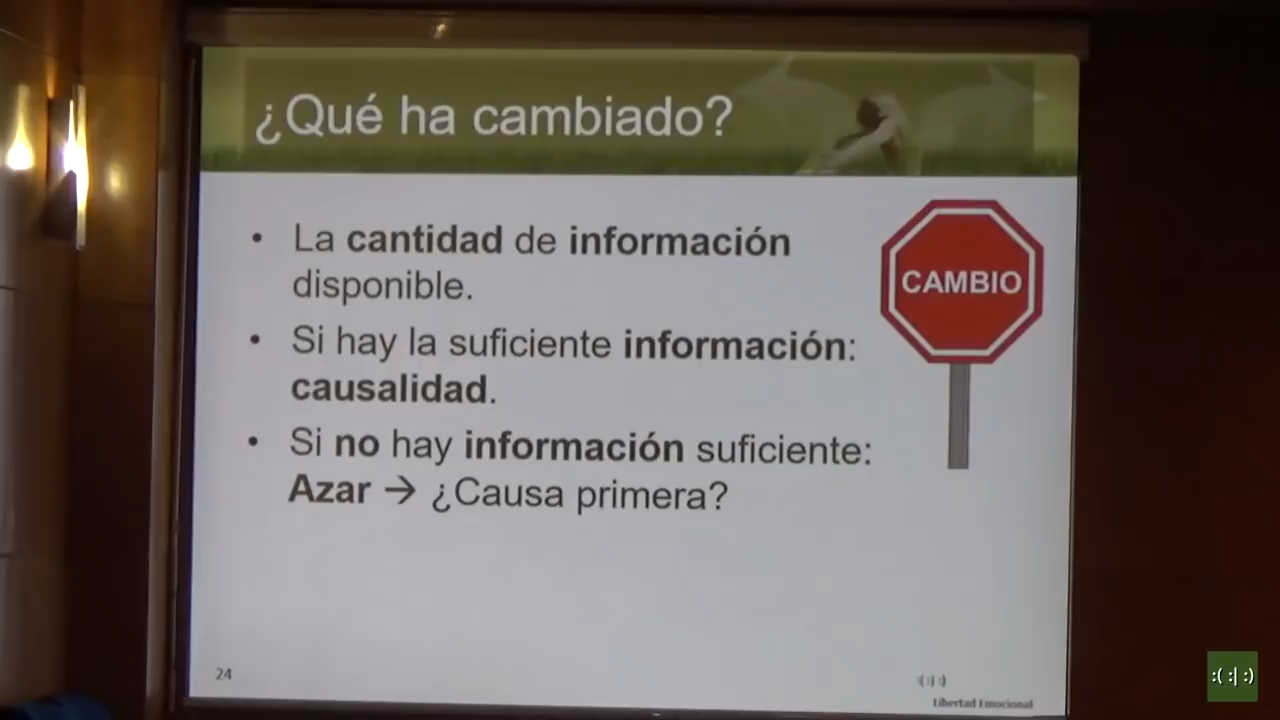 ¿Qué ha cambiado?
• La cantidad de información
disponible.
• Si hay la suficiente información:
causalidad.
• Si no hay información suficiente:
Azar → ¿Causa primera?
CAMBIO
24
:( :| :)
Libertad Emocional
:( :| :)